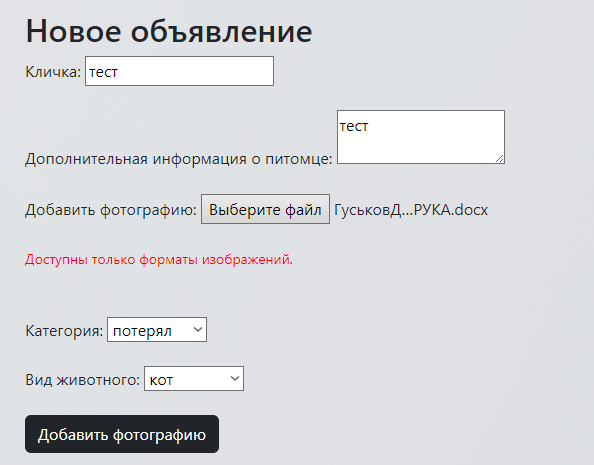 Новое объявление
Кличка: тест
тест
Дополнительная информация о питомце:
Добавить фотографию: Выберите файл ГуськовД...РУКА.docx
Доступны только форматы изображений.
Категория: потерял
Вид животного: кот
Добавить фотографию